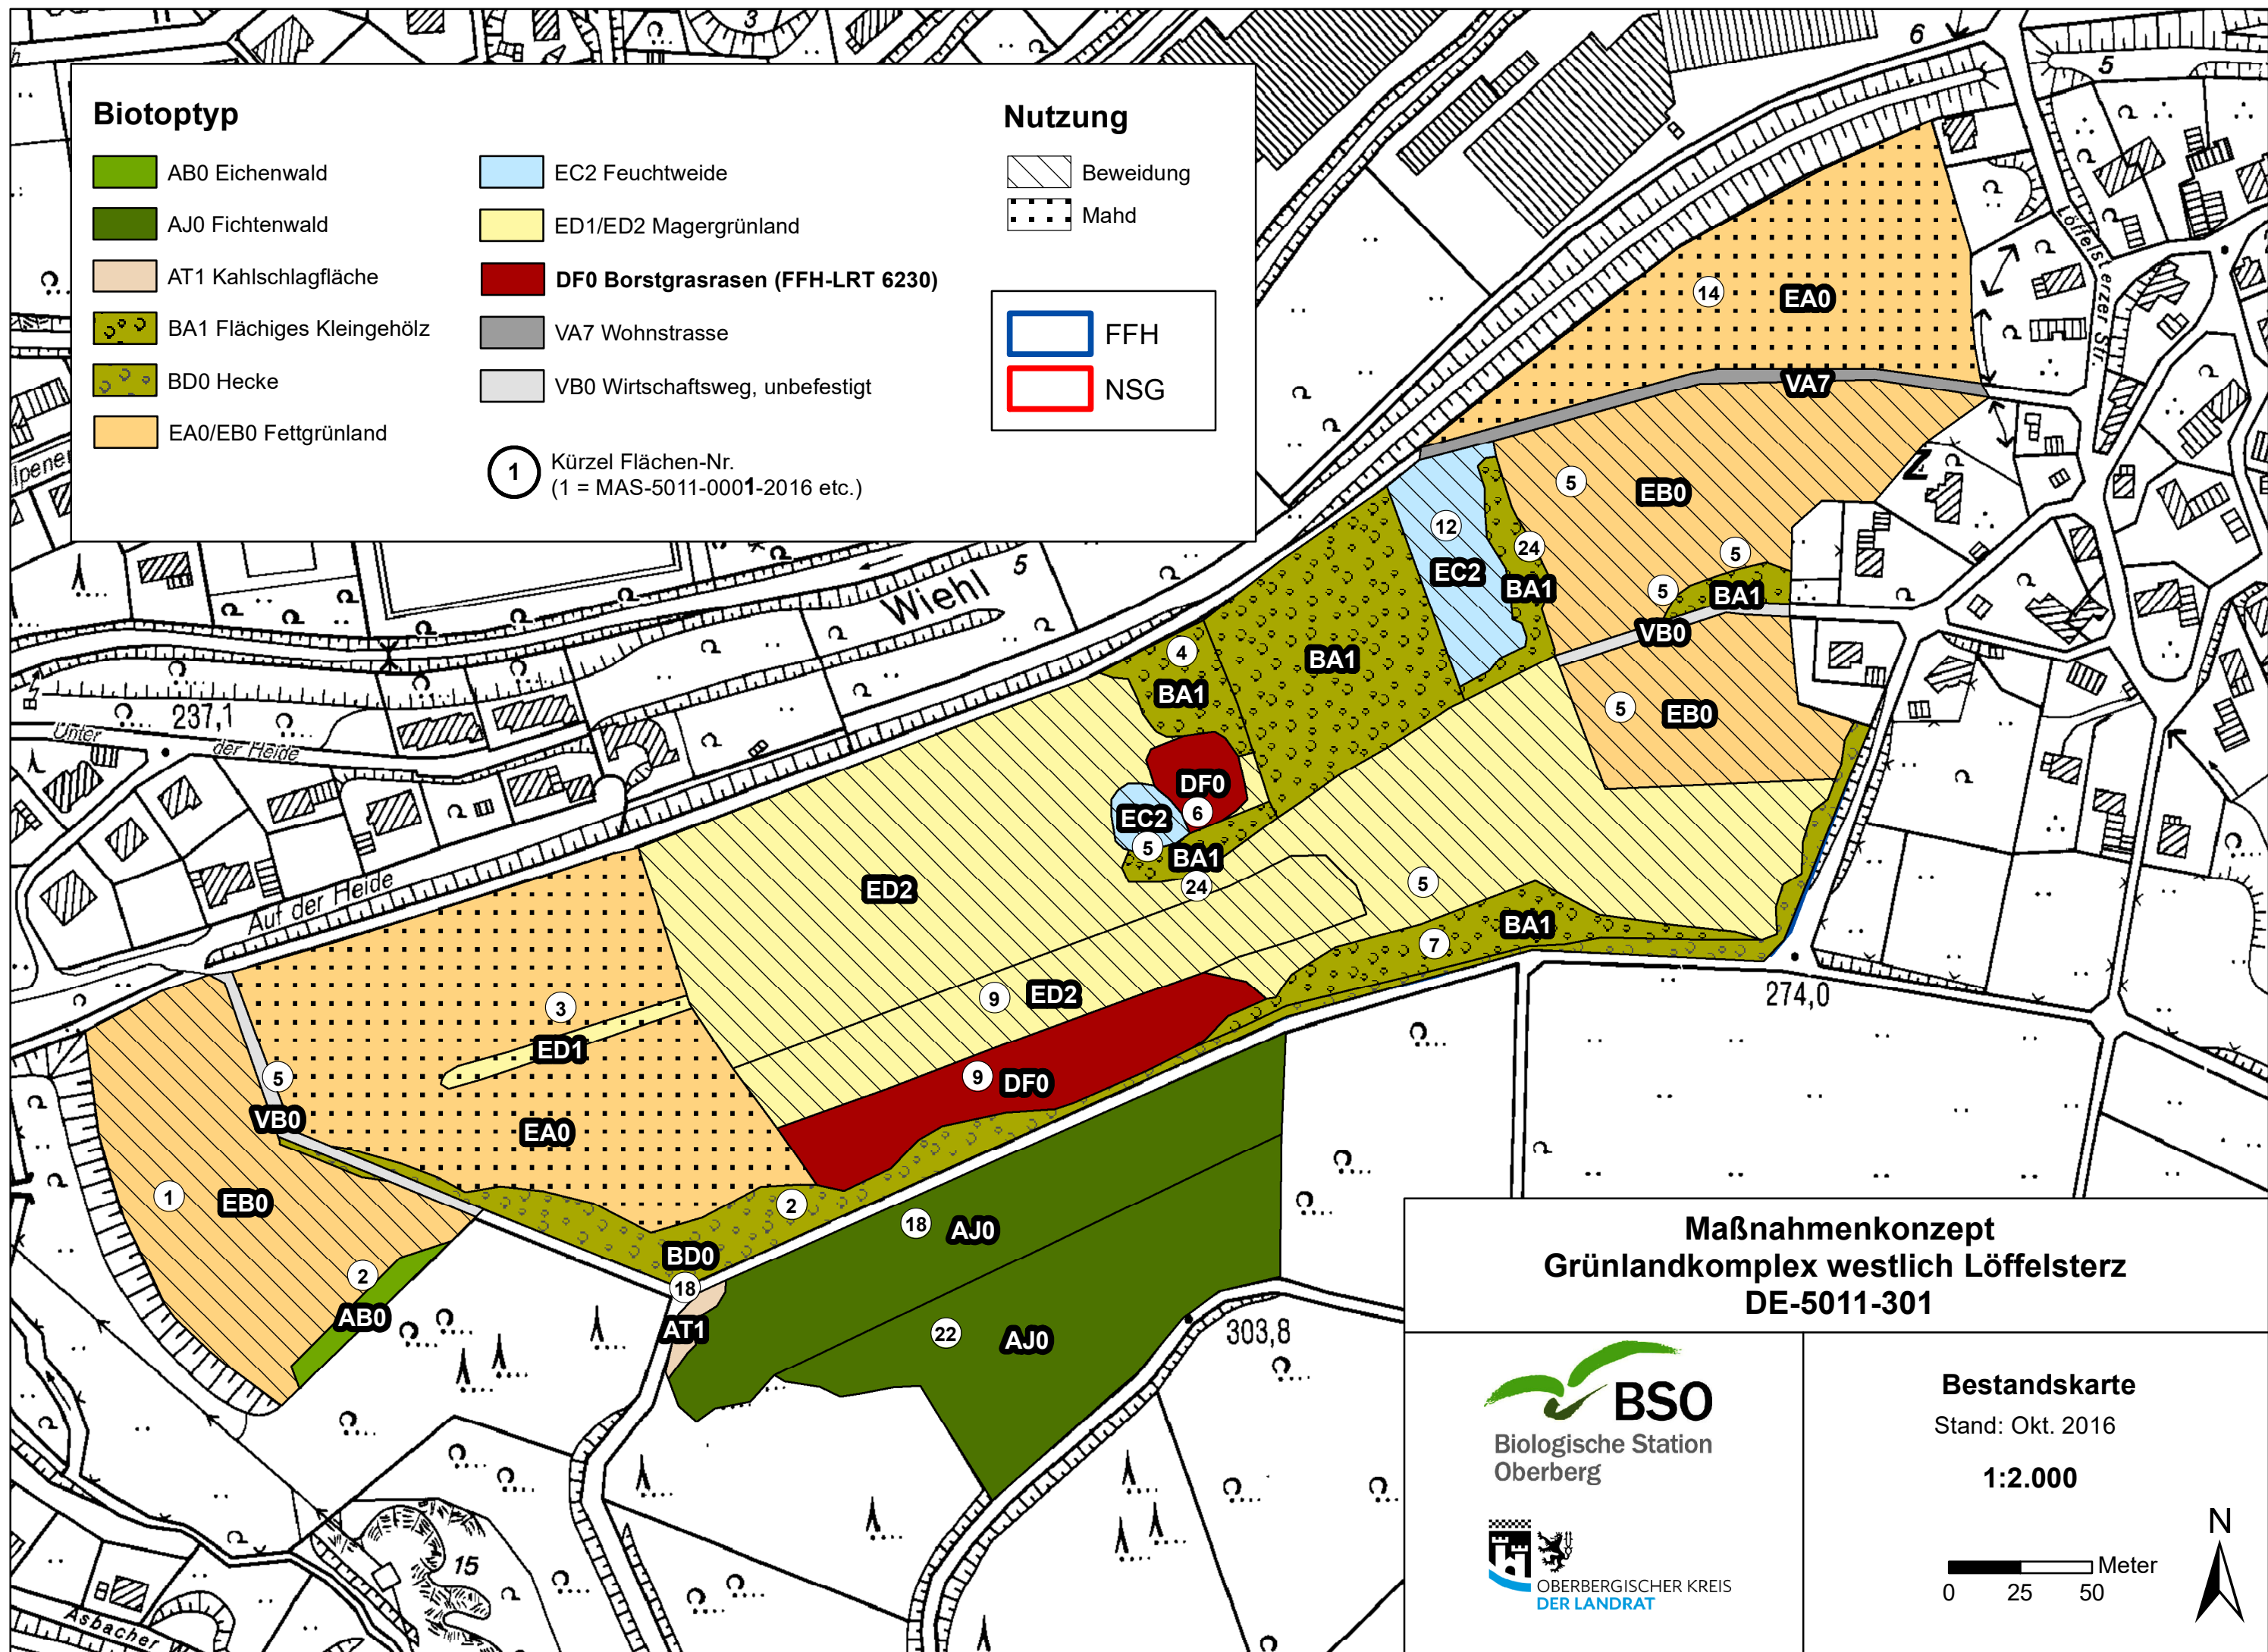 Biotoptyp
AB0 Eichenwald
AJ0 Fichtenwald
AT1 Kahlschlagfläche
BA1 Flächiges Kleingehölz
BD0 Hecke
EA0/EB0 Fettgrünland
EC2 Feuchtweide
ED1/ED2 Magergrünland
DF0 Borstgrasrasen (FFH-LRT 6230)
VA7 Wohnstrasse
VB0 Wirtschaftsweg, unbefestigt
1
Kürzel Flächen-Nr.
(1 = MAS-5011-0001-2016 etc.)
Nutzung
Beweidung
Mahd
FFH
NSG
3
6
5
Löffelsterzer Str.
14
EA0
VA7
5
EB0
Z
12
EC2
24
BA1
5
5
BA1
VB0
5
EB0
Wiehl
5
4
BA1
BA1
DF0
6
EC2
5
BA1
24
237,1
Unter der Heide
Auf der Heide
ED2
5
BA1
7
274,0
9
ED2
9
DF0
3
ED1
EA0
5
VB0
1
EB0
2
AB0
2
BD0
18
AT1
18
AJ0
22
AJ0
303,8
15
Asbacher
Maßnahmenkonzept
Grünlandkomplex westlich Löffelsterz
DE-5011-301
BSO
Biologische Station
Oberberg
OBERBERGISCHER KREIS
DER LANDRAT
Bestandskarte
Stand: Okt. 2016
1:2.000
N
Meter
0 25 50